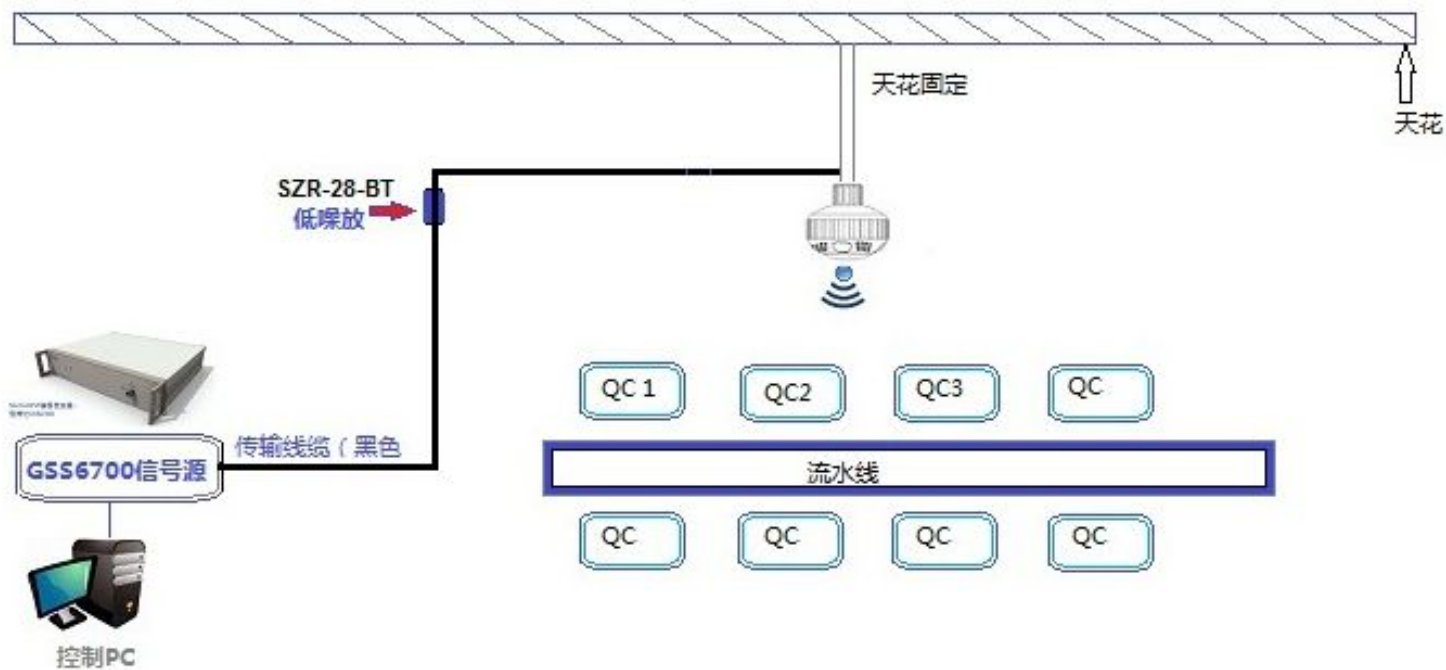 天花固定
天花
SZR-28-BT
低噪放
传输线缆（黑色
GSS6700信号源
控制PC
QC 1
QC2
QC3
QC
流水线
QC
QC
QC
QC